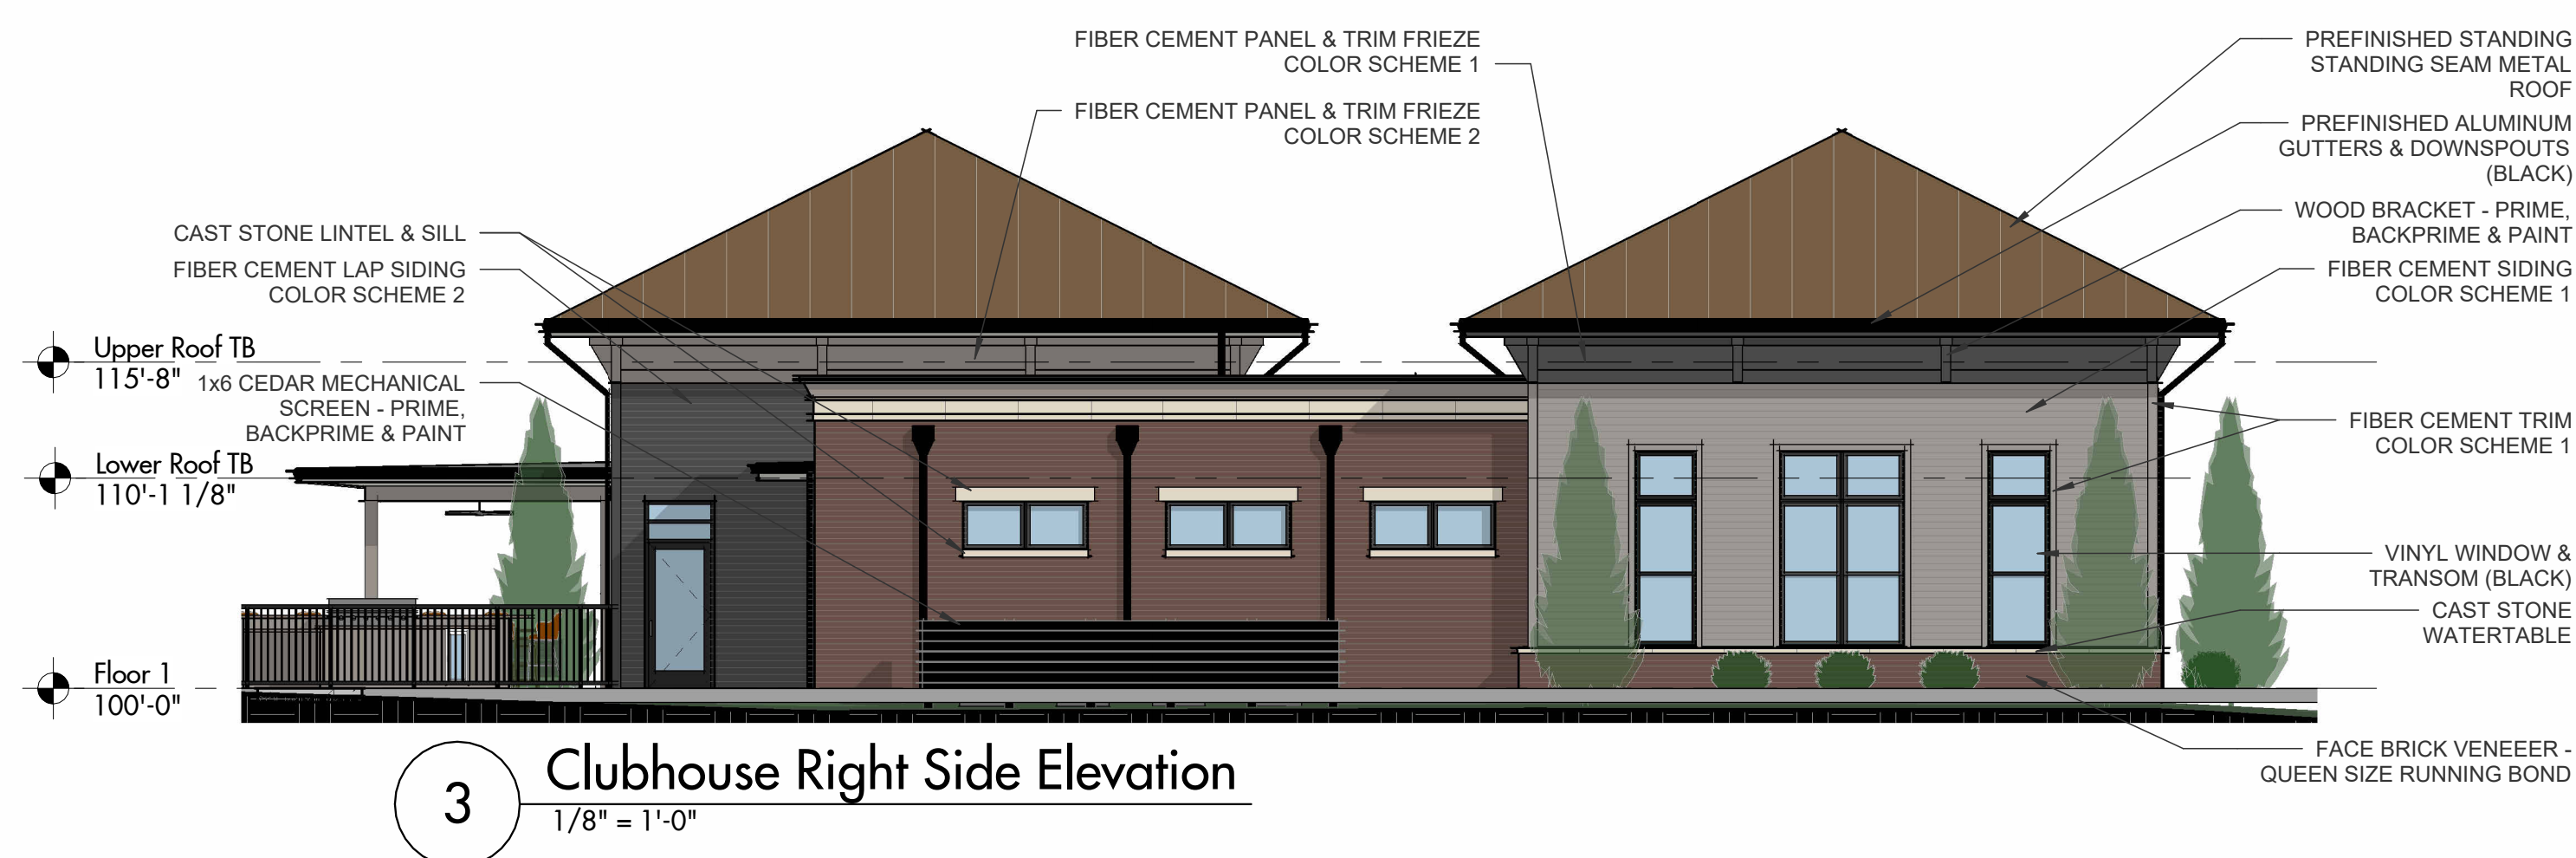 FIBER CEMENT PANEL & TRIM FRIEZE
COLOR SCHEME 1
FIBER CEMENT PANEL & TRIM FRIEZE
COLOR SCHEME 2
PREFINISHED STANDING
STANDING SEAM METAL
ROOF
PREFINISHED ALUMINUM
GUTTERS & DOWNSPOUTS
(BLACK)
WOOD BRACKET - PRIME,
BACKPRIME & PAINT
FIBER CEMENT SIDING
COLOR SCHEME 1
FIBER CEMENT TRIM
COLOR SCHEME 1
VINYL WINDOW &
TRANSOM (BLACK)
CAST STONE
WATERTABLE
FACE BRICK VENEEER -
QUEEN SIZE RUNNING BOND
CAST STONE LINTEL & SILL
FIBER CEMENT LAP SIDING
COLOR SCHEME 2
Upper Roof TB
115'-8"
1x6 CEDAR MECHANICAL
SCREEN - PRIME,
BACKPRIME & PAINT
Lower Roof TB
110'-1 1/8"
Floor 1
100'-0"
3
Clubhouse Right Side Elevation
1/8" = 1'-0"